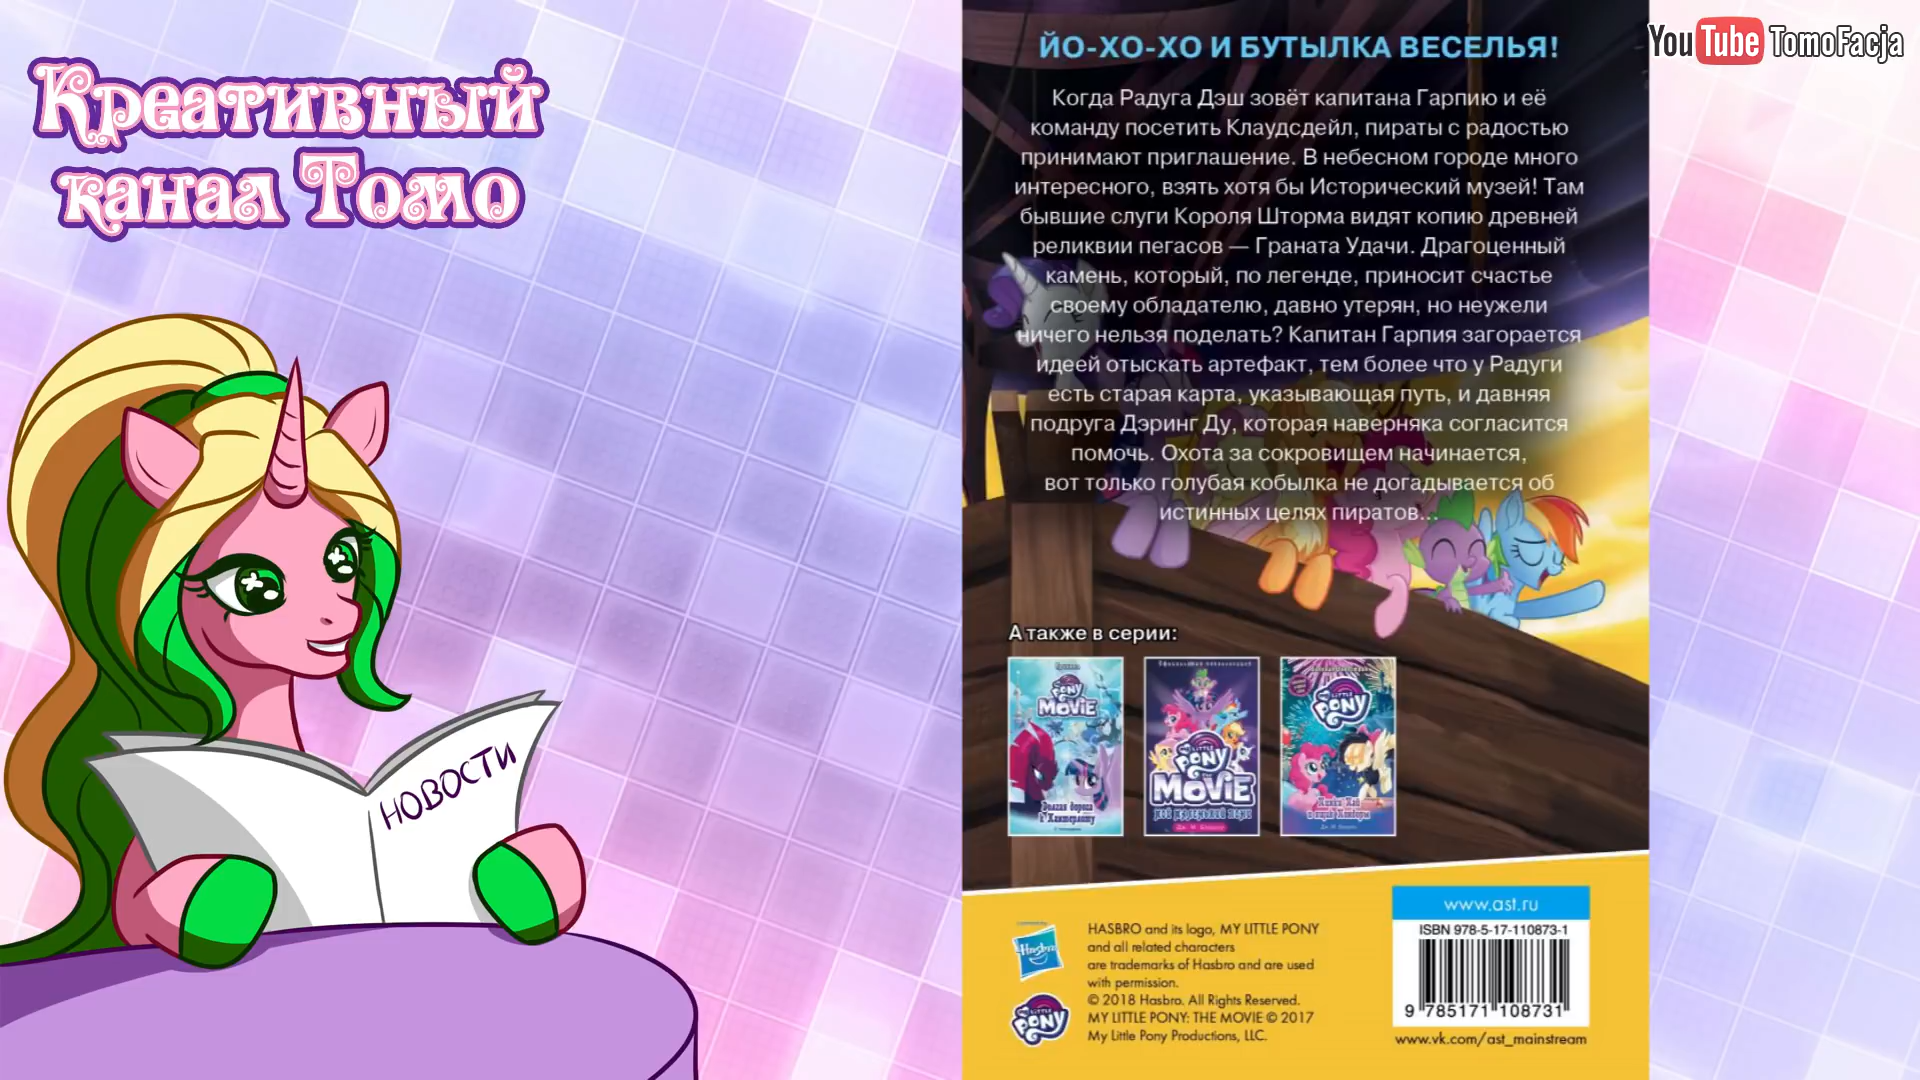 Креативный
канал Томо
НОВОСТИ
YouTube TomoFacja
ЙО-ХО-ХО И БУТЫЛКА ВЕСЕЛЬЯ!
Когда Радуга Дэш зовёт капитана Гарпию и её
команду посетить Клаудсдейл, пираты с радостью
принимают приглашение. В небесном городе много
интересного, взять хотя бы Исторический музей! Там
бывшие слуги Короля Шторма видят копию древней
реликвии пегасов — Граната Удачи. Драгоценный
камень, который, по легенде, приносит счастье
своему обладателю, давно утерян, но неужели
ничего нельзя поделать? Капитан Гарпия загорается
идеей отыскать артефакт, тем более что у Радуги
есть старая карта, указывающая путь, и давняя
подруга Дэринг Ду, которая наверняка согласится
помочь. Охота за сокровищем начинается,
вот только голубая кобылка не догадывается об
истинных целях пиратов...
А также в серии:
MY LITTLE PONY
MOVIE
MY LITTLE PONY
MOVIE
MY LITTLE PONY
HASBRO and its logo, MY LITTLE PONY
and all related characters
are trademarks of Hasbro and are used
with permission.
© 2018 Hasbro. All Rights Reserved.
MY LITTLE PONY: THE MOVIE © 2017
My Little Pony Productions, LLC.
Hasbro
PONY
www.ast.ru
ISBN 978-5-17-110873-1
9 785171 108731
www.vk.com/ast_mainstream